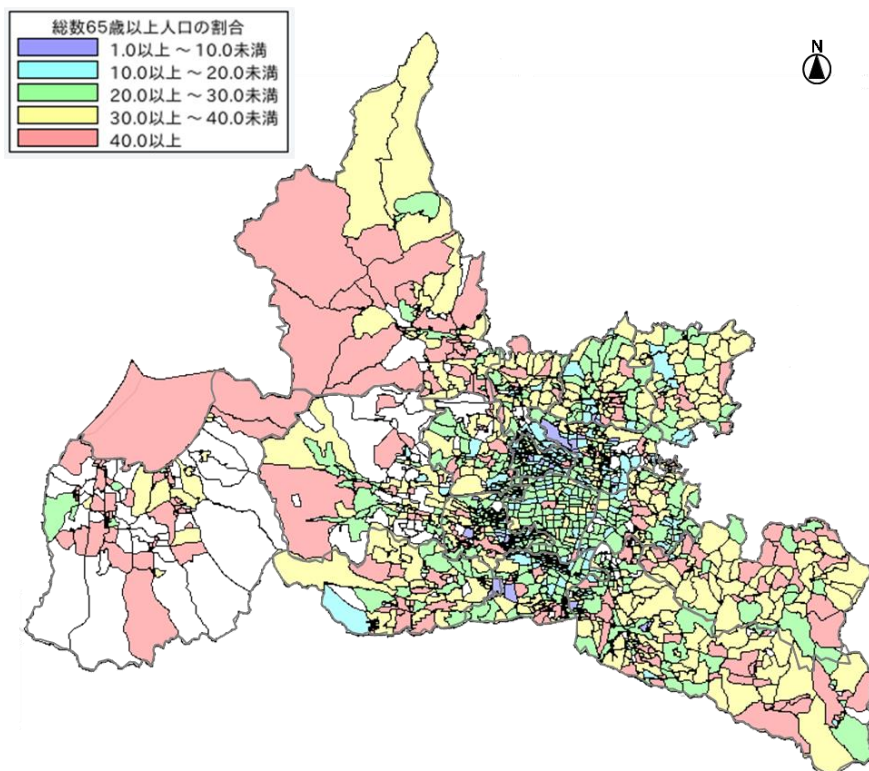 総数65歳以上人口の割合
1.0以上 ~ 10.0未満
10.0以上 ~ 20.0未満
20.0以上 ~ 30.0未満
30.0以上 ~ 40.0未満
40.0以上
N